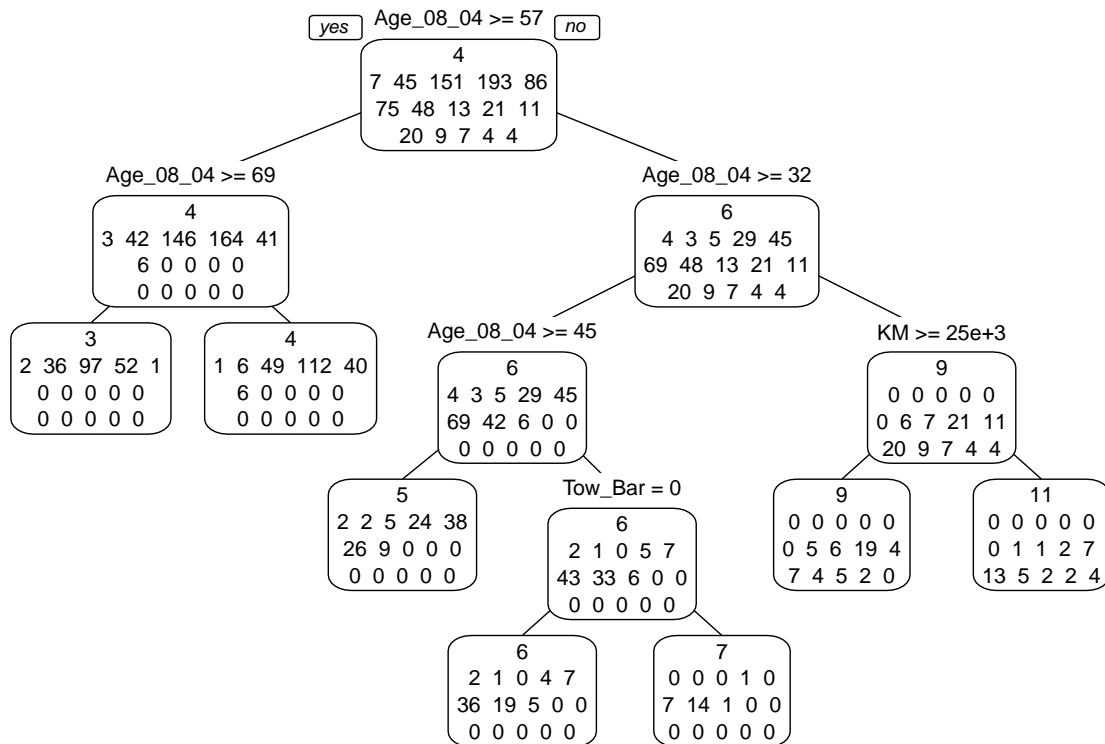 yes Age_08_04 >= 57 no
4
7 45 151 193 86
75 48 13 21 11
20 9 7 4 4
Age_08_04 >= 69
4
3 42 146 164 41
6 0 0 0 0
0 0 0 0 0
3
2 36 97 52 1
0 0 0 0 0
0 0 0 0 0
4
1 6 49 112 40
6 0 0 0 0
0 0 0 0 0
Age_08_04 >= 32
6
4 3 5 29 45
69 48 13 21 11
20 9 7 4 4
Age_08_04 >= 45
6
4 3 5 29 45
69 42 6 0 0
0 0 0 0 0
5
2 2 5 24 38
26 9 0 0 0
0 0 0 0 0
Tow_Bar = 0
6
2 1 0 5 7
43 33 6 0 0
0 0 0 0 0
6
2 1 0 4 7
36 19 5 0 0
0 0 0 0 0
7
0 0 0 1 0
7 14 1 0 0
0 0 0 0 0
KM >= 25e+3
9
0 0 0 0 0
0 6 7 21 11
20 9 7 4 4
9
0 0 0 0 0
0 5 6 19 4
7 4 5 2 0
11
0 0 0 0 0
0 1 1 2 7
13 5 2 2 4